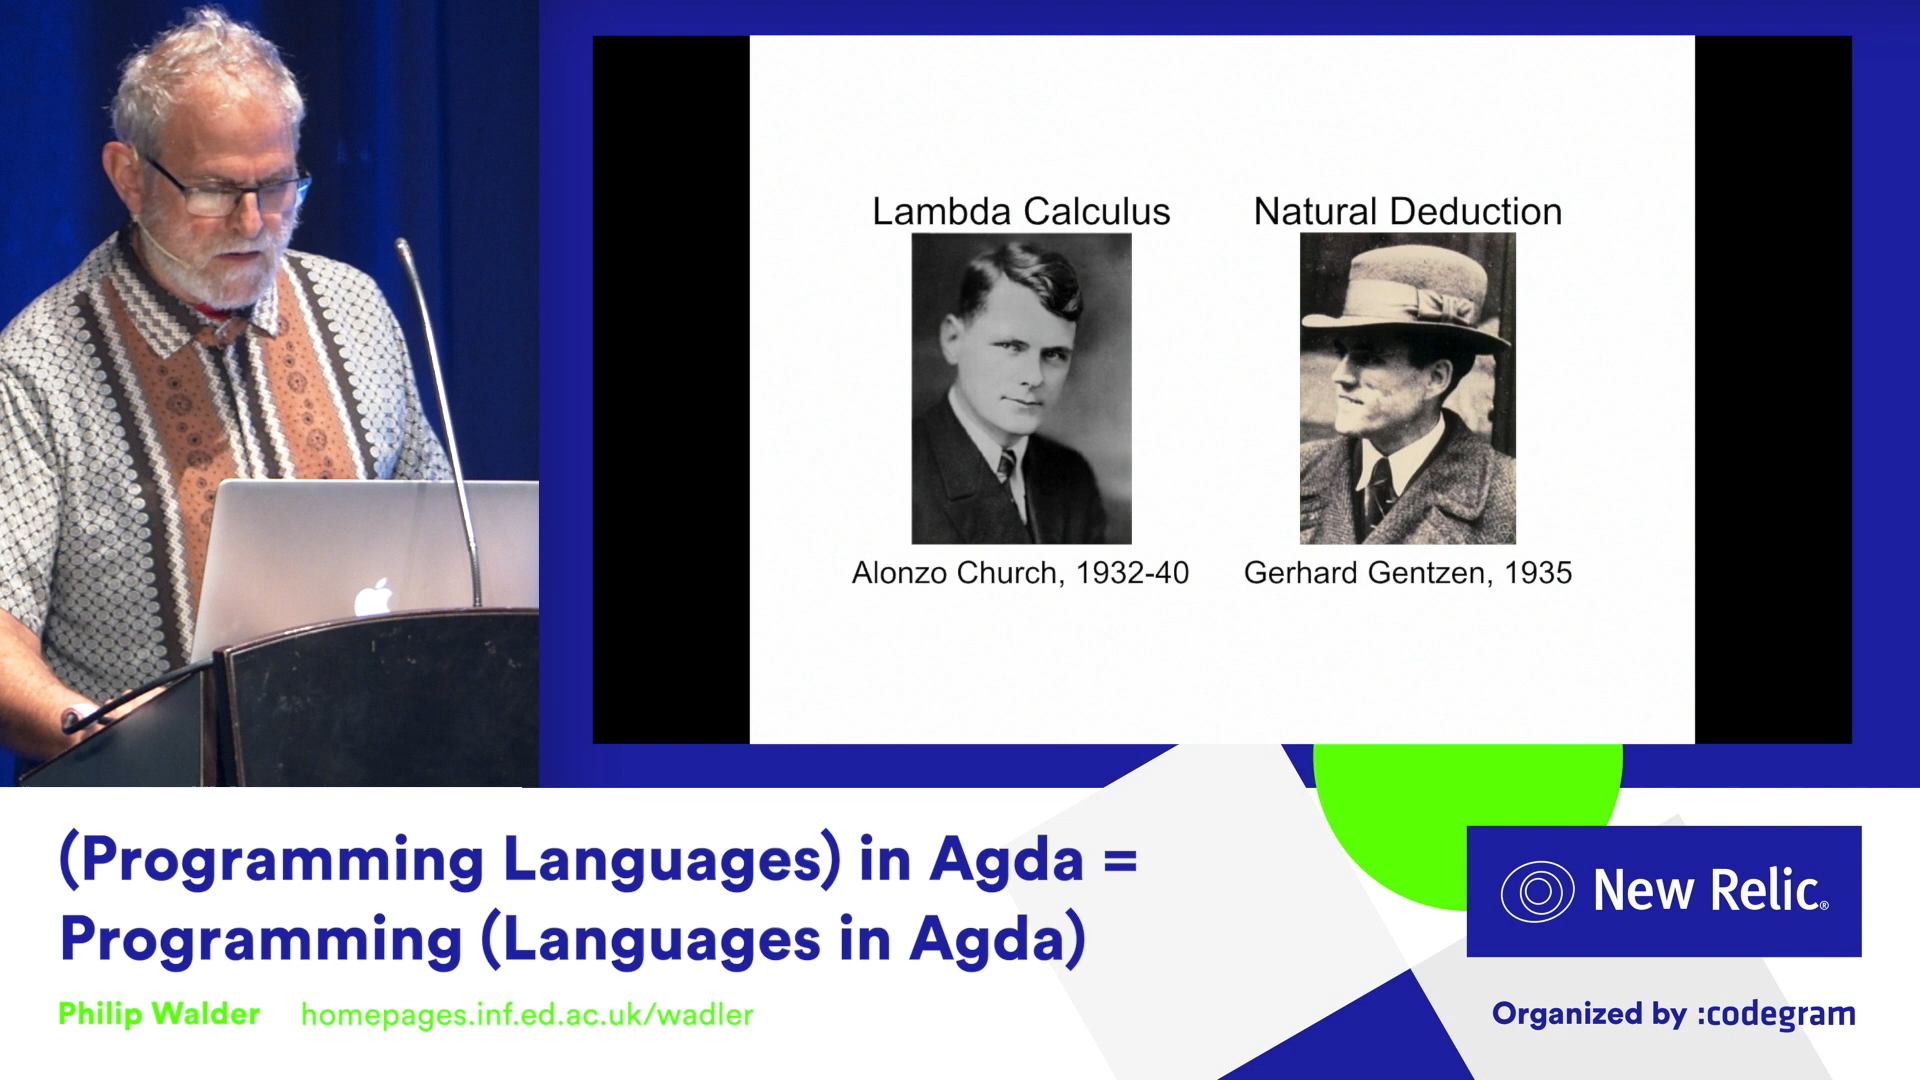 Lambda Calculus
Natural Deduction
Alonzo Church, 1932-40
Gerhard Gentzen, 1935
(Programming Languages) in Agda =
Programming (Languages in Agda)
Philip Walder
homepages.inf.ed.ac.uk/wadler
New Relic®
Organized by :codegram